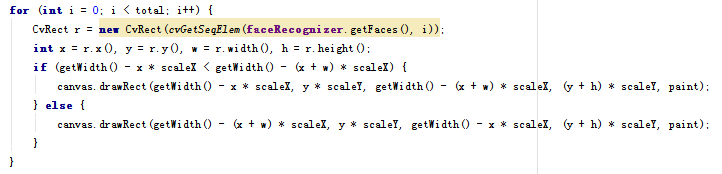 for (int i = 0; i < total; i++) {
CvRect r = new CvRect(cvGetSeqElem(faceRecognizer.getFaces(), i));
int x = r.x(), y = r.y(), w = r.width(), h = r.height();
if (getWidth() - x * scaleX < getWidth() - (x + w) * scaleX) {
canvas.drawRect(getWidth() - x * scaleX, y * scaleY, getWidth() - (x + w) * scaleX, (y + h) * scaleY, paint);
} else {
canvas.drawRect(getWidth() - (x + w) * scaleX, y * scaleY, getWidth() - x * scaleX, (y + h) * scaleY, paint);
}
}